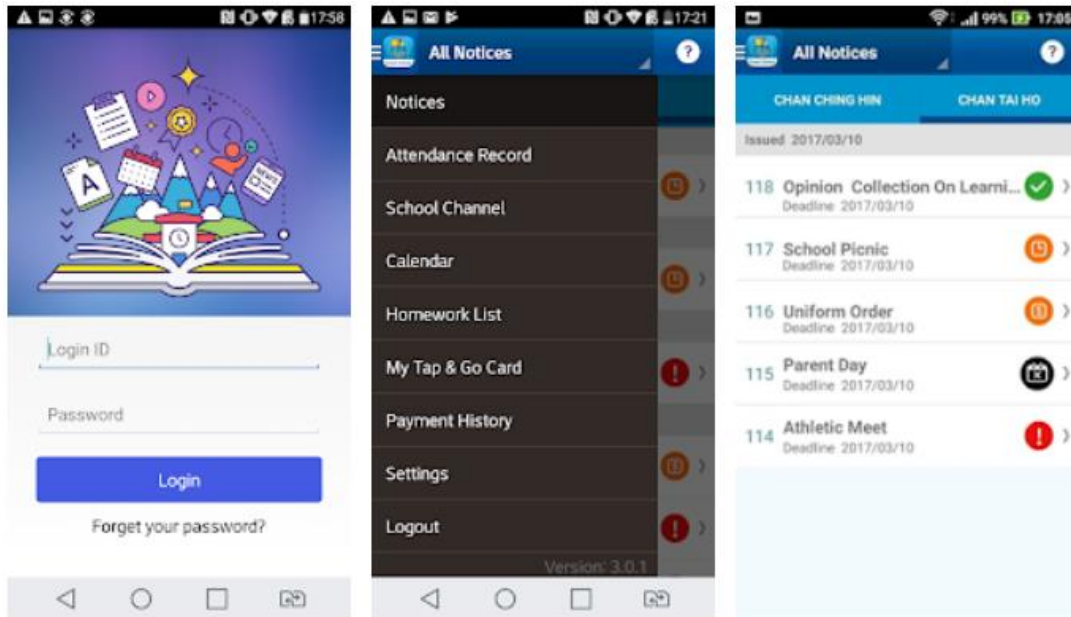 17:58
A
NEWS
Login ID
Password
Login
Forget your password?
17:21
All Notices
?
Notices
Attendance Record
School Channel
Calendar
Homework List
My Tap & Go Card
Payment History
Settings
Logout
Version: 3.0.1
99% 17:05
All Notices
?
CHAN CHING HIN CHAN TAI HO
Issued 2017/03/10
118 Opinion Collection On Learni...
Deadline 2017/03/10
117 School Picnic
Deadline 2017/03/10
116 Uniform Order
Deadline 2017/03/10
115 Parent Day
Deadline 2017/03/10
114 Athletic Meet
Deadline 2017/03/10